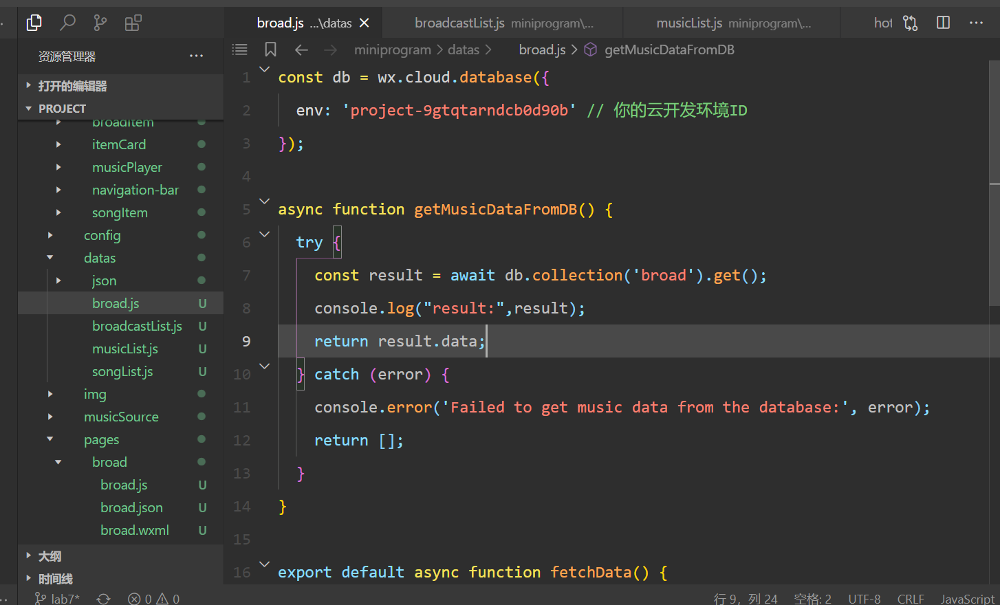 broad.js ...\datas
broadcastList.js miniprogram\...
musicList.js miniprogram\...
hot
资源管理器
miniprogram > datas > broad.js > getMusicDataFromDB
打开的编辑器
PROJECT
broadItem
itemCard
musicPlayer
navigation-bar
songItem
config
datas
json
broad.js U
broadcastList.js U
musicList.js U
songList.js U
img
musicSource
pages
broad
broad.js U
broad.json U
broad.wxml U
大纲
时间线
1 const db = wx.cloud.database({
2 env: 'project-9gtqtarndcb0d90b' // 你的云开发环境ID
3 });
4
5 async function getMusicDataFromDB() {
6 try {
7 const result = await db.collection('broad').get();
8 console.log("result:",result);
9 return result.data;
10 } catch (error) {
11 console.error('Failed to get music data from the database:', error);
12 return [];
13 }
14 }
15
16 export default async function fetchData() {
lab7* 0 0
行 9，列 24 空格: 2 UTF-8 CRLF JavaScript